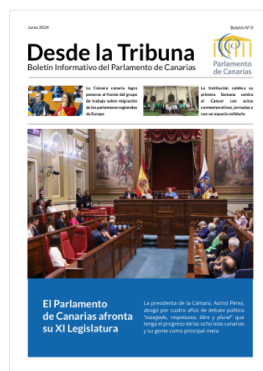 Junio 2024
Boletín Nº0
Desde la Tribuna
Boletín Informativo del Parlamento de Canarias
Parlamento
de Canarias
La Cámara canaria logra
ponerse al frente del grupo
de trabajo sobre migración
de los parlamentos regionales
de Europa
La Institución celebra su
primera Semana contra
el Cáncer con actos
conmemorativos, jornadas y
con un espacio solidario
El Parlamento
de Canarias afronta
su XI Legislatura
La presidenta de la Cámara, Astrid Pérez,
abogó por cuatro años de debate político
"sosegado, respetuoso, libre y plural" que
tenga el progreso de las ocho islas canarias
y su gente como principal meta